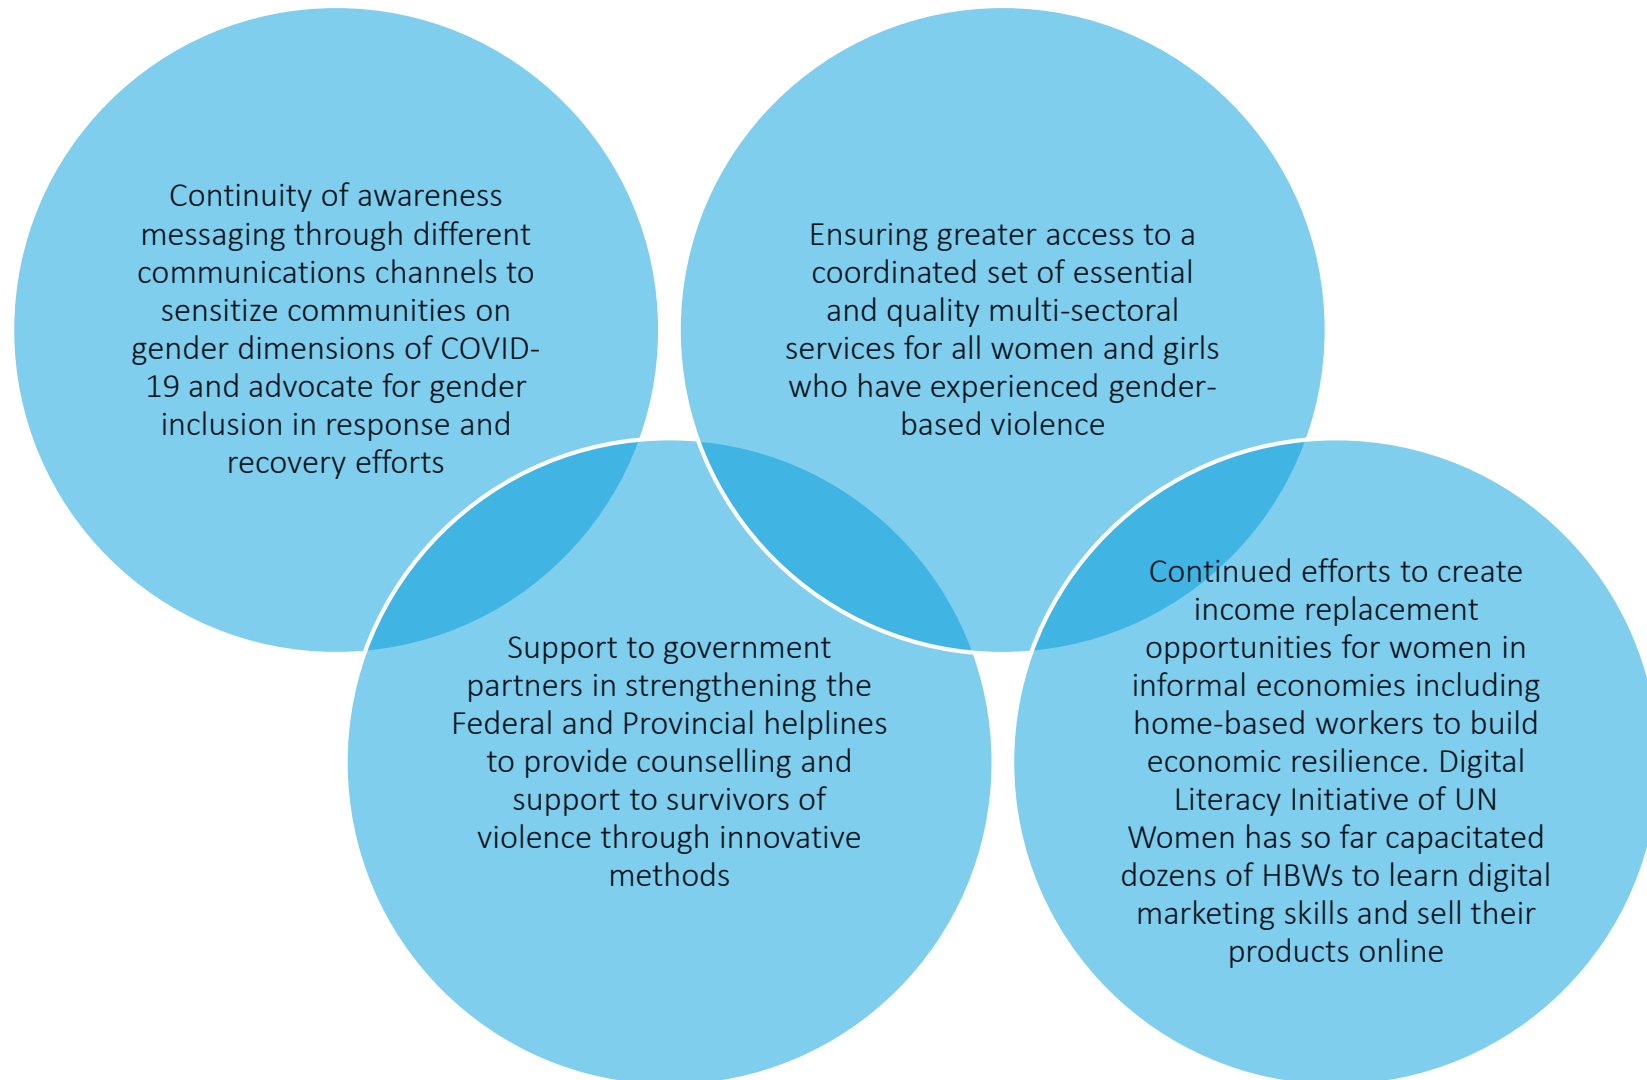 Continuity of awareness
messaging through different
communications channels to
sensitize communities on
gender dimensions of COVID-
19 and advocate for gender
inclusion in response and
recovery efforts
Support to government
partners in strengthening the
Federal and Provincial helplines
to provide counselling and
support to survivors of
violence through innovative
methods
Ensuring greater access to a
coordinated set of essential
and quality multi-sectoral
services for all women and girls
who have experienced gender-
based violence
Continued efforts to create
income replacement
opportunities for women in
informal economies including
home-based workers to build
economic resilience. Digital
Literacy Initiative of UN
Women has so far capacitated
dozens of HBWs to learn digital
marketing skills and sell their
products online